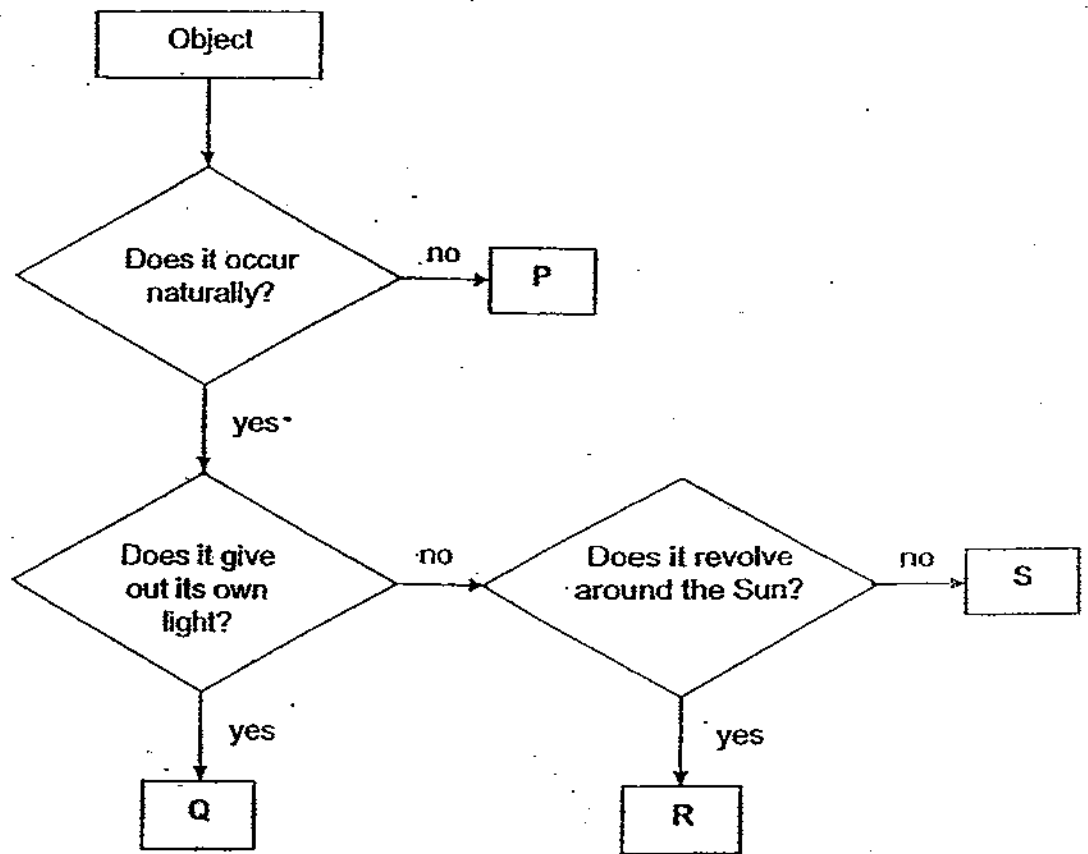 Object
Does it occur
naturally?
no
P
yes
Does it give
out its own
light?
no
Does it revolve
around the Sun?
no
S
yes
Q
yes
R